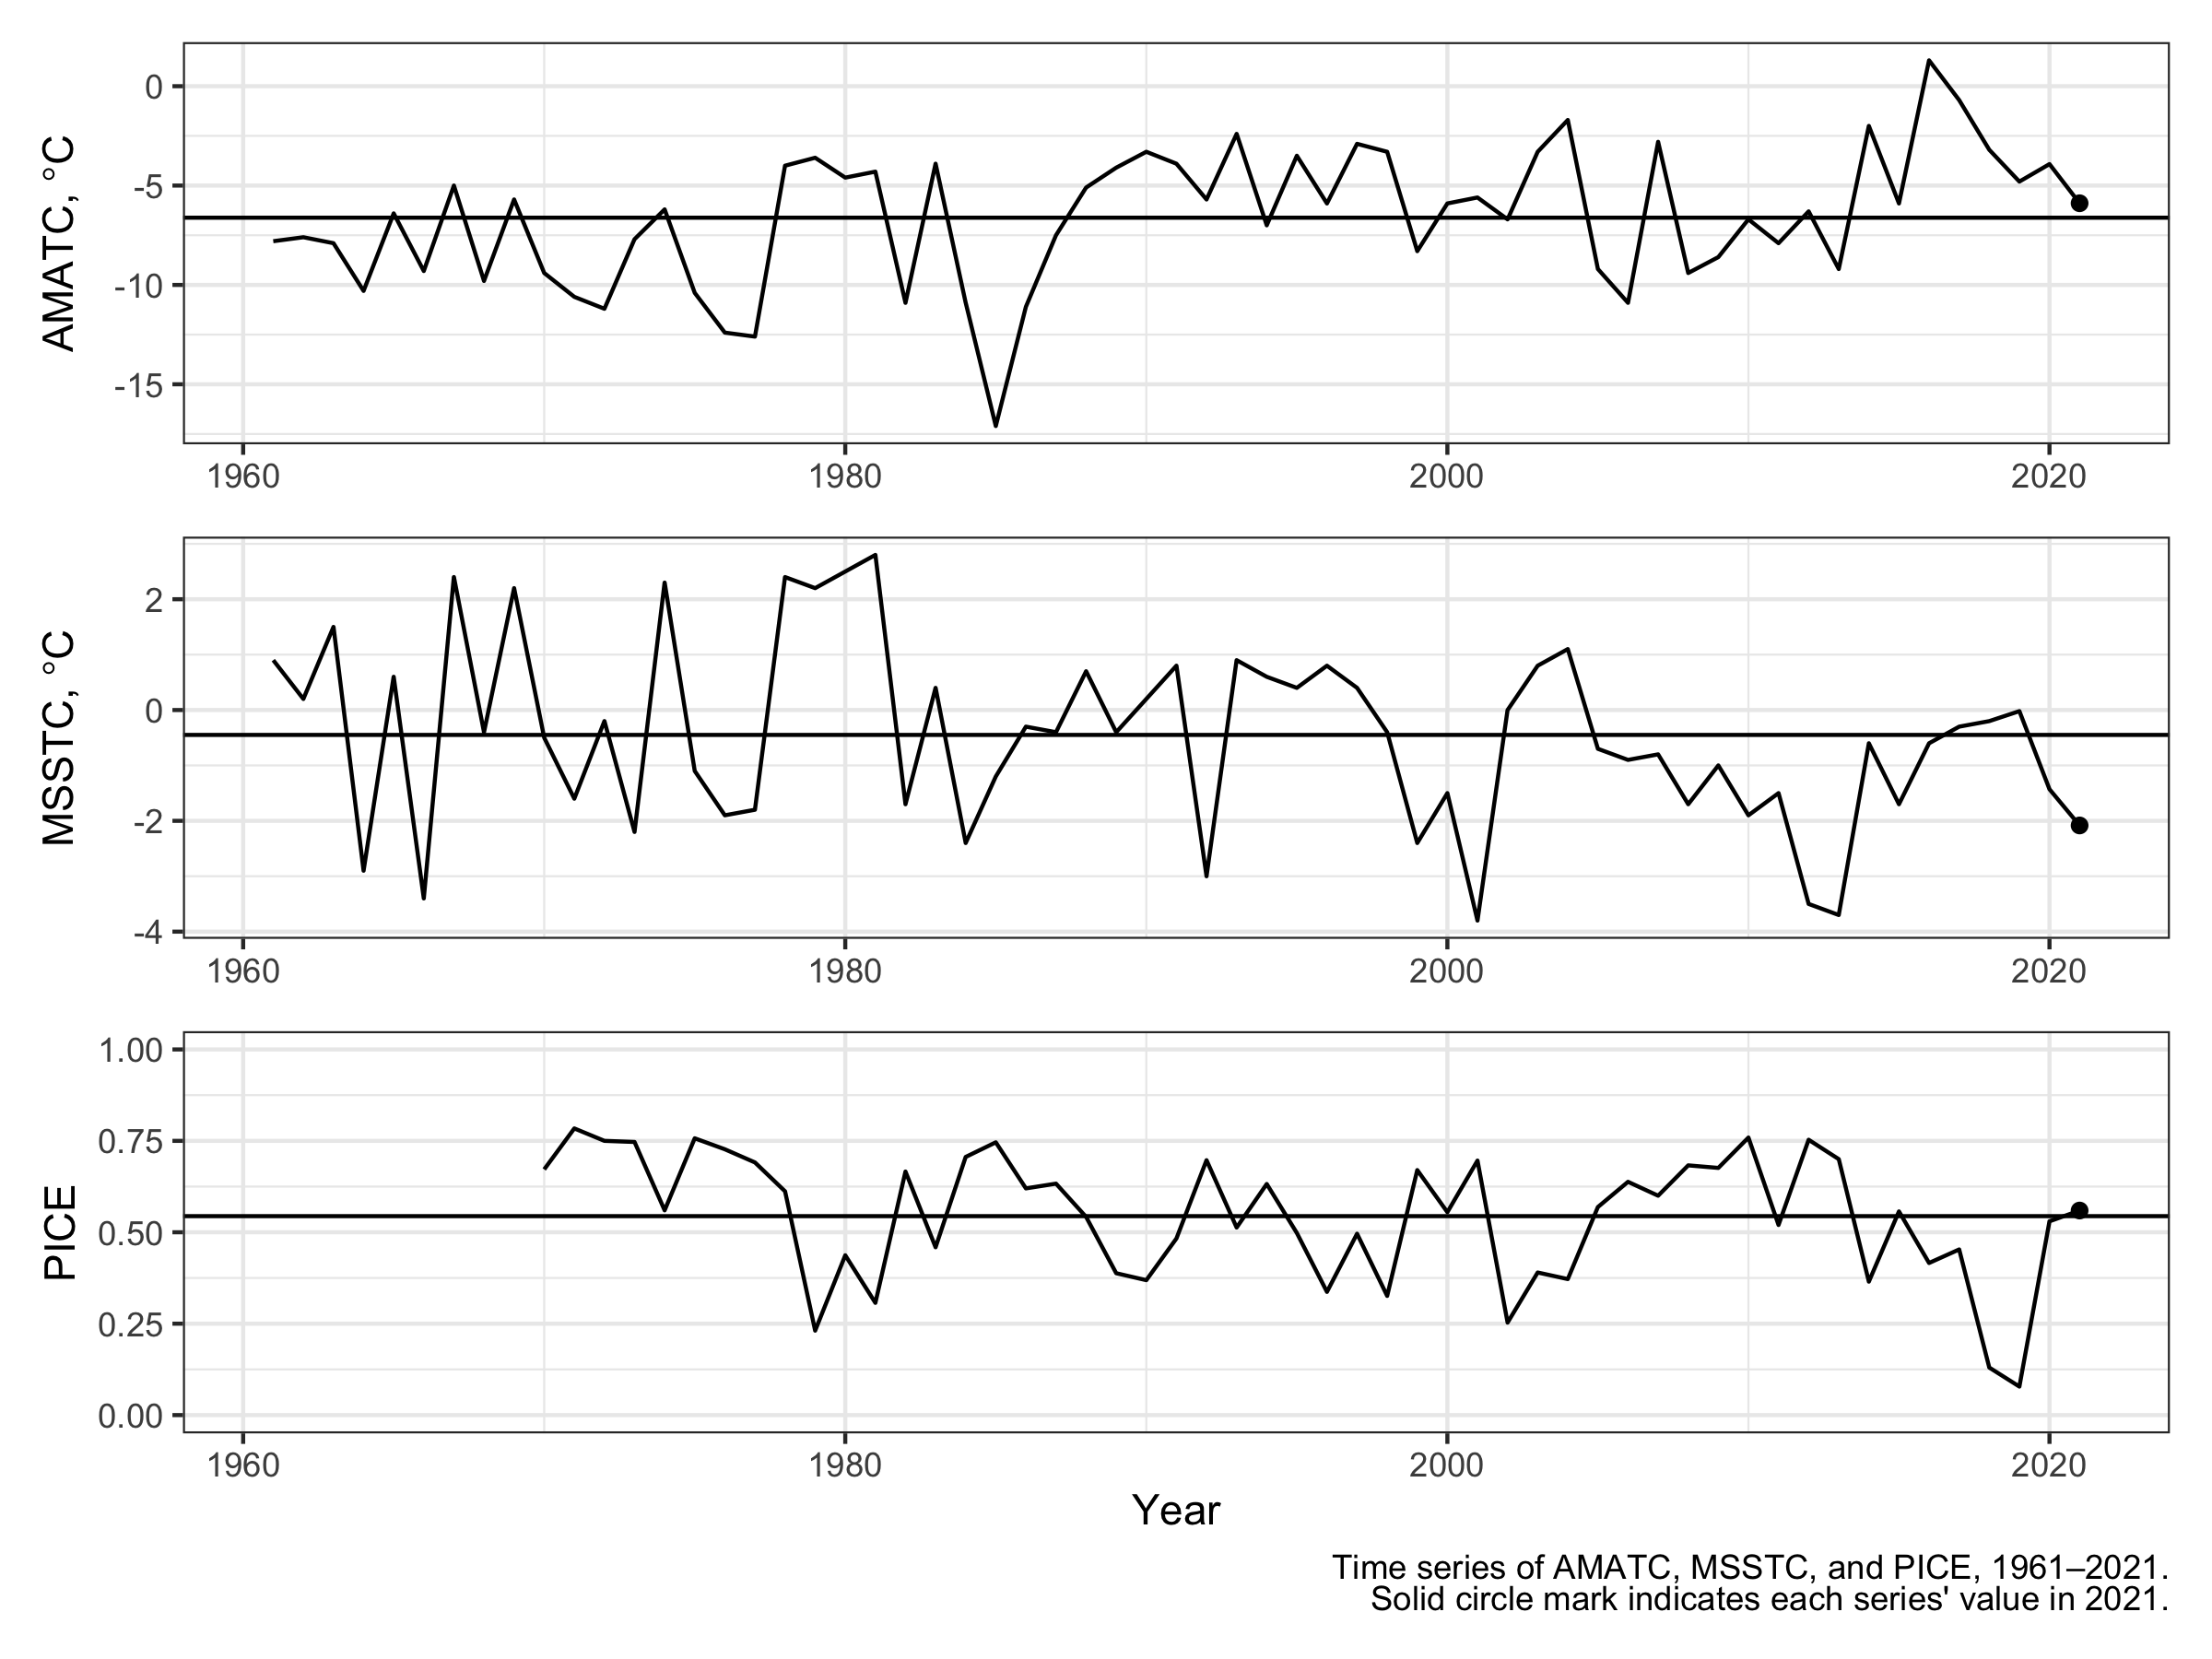 AMATC, °C
0
-5
-10
-15
1960 1980 2000 2020
MSSTC, °C
2
0
-2
-4
1960 1980 2000 2020
PICE
1.00
0.75
0.50
0.25
0.00
1960 1980 2000 2020
Year
Time series of AMATC, MSSTC, and PICE, 1961–2021.
Solid circle mark indicates each series' value in 2021.